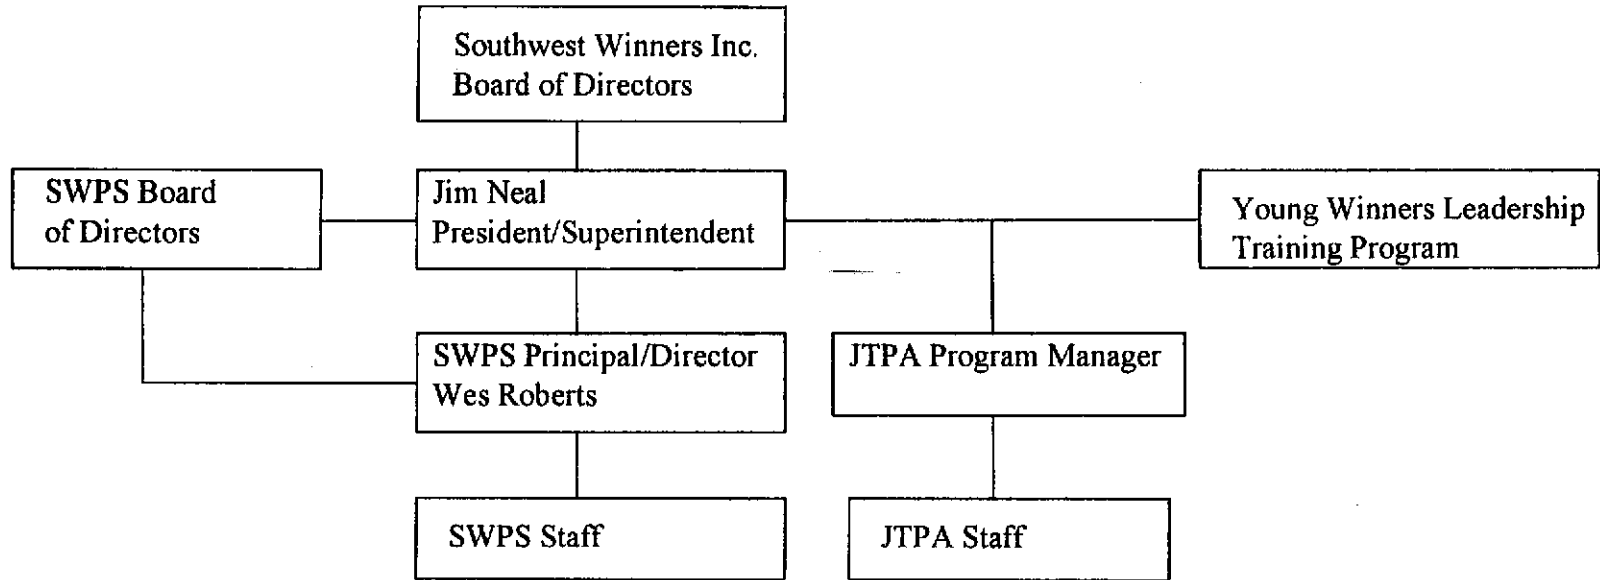 Southwest Winners Inc.
Board of Directors
SWPS Board
of Directors
Jim Neal
President/Superintendent
Young Winners Leadership
Training Program
SWPS Principal/Director
Wes Roberts
JTPA Program Manager
SWPS Staff
JTPA Staff